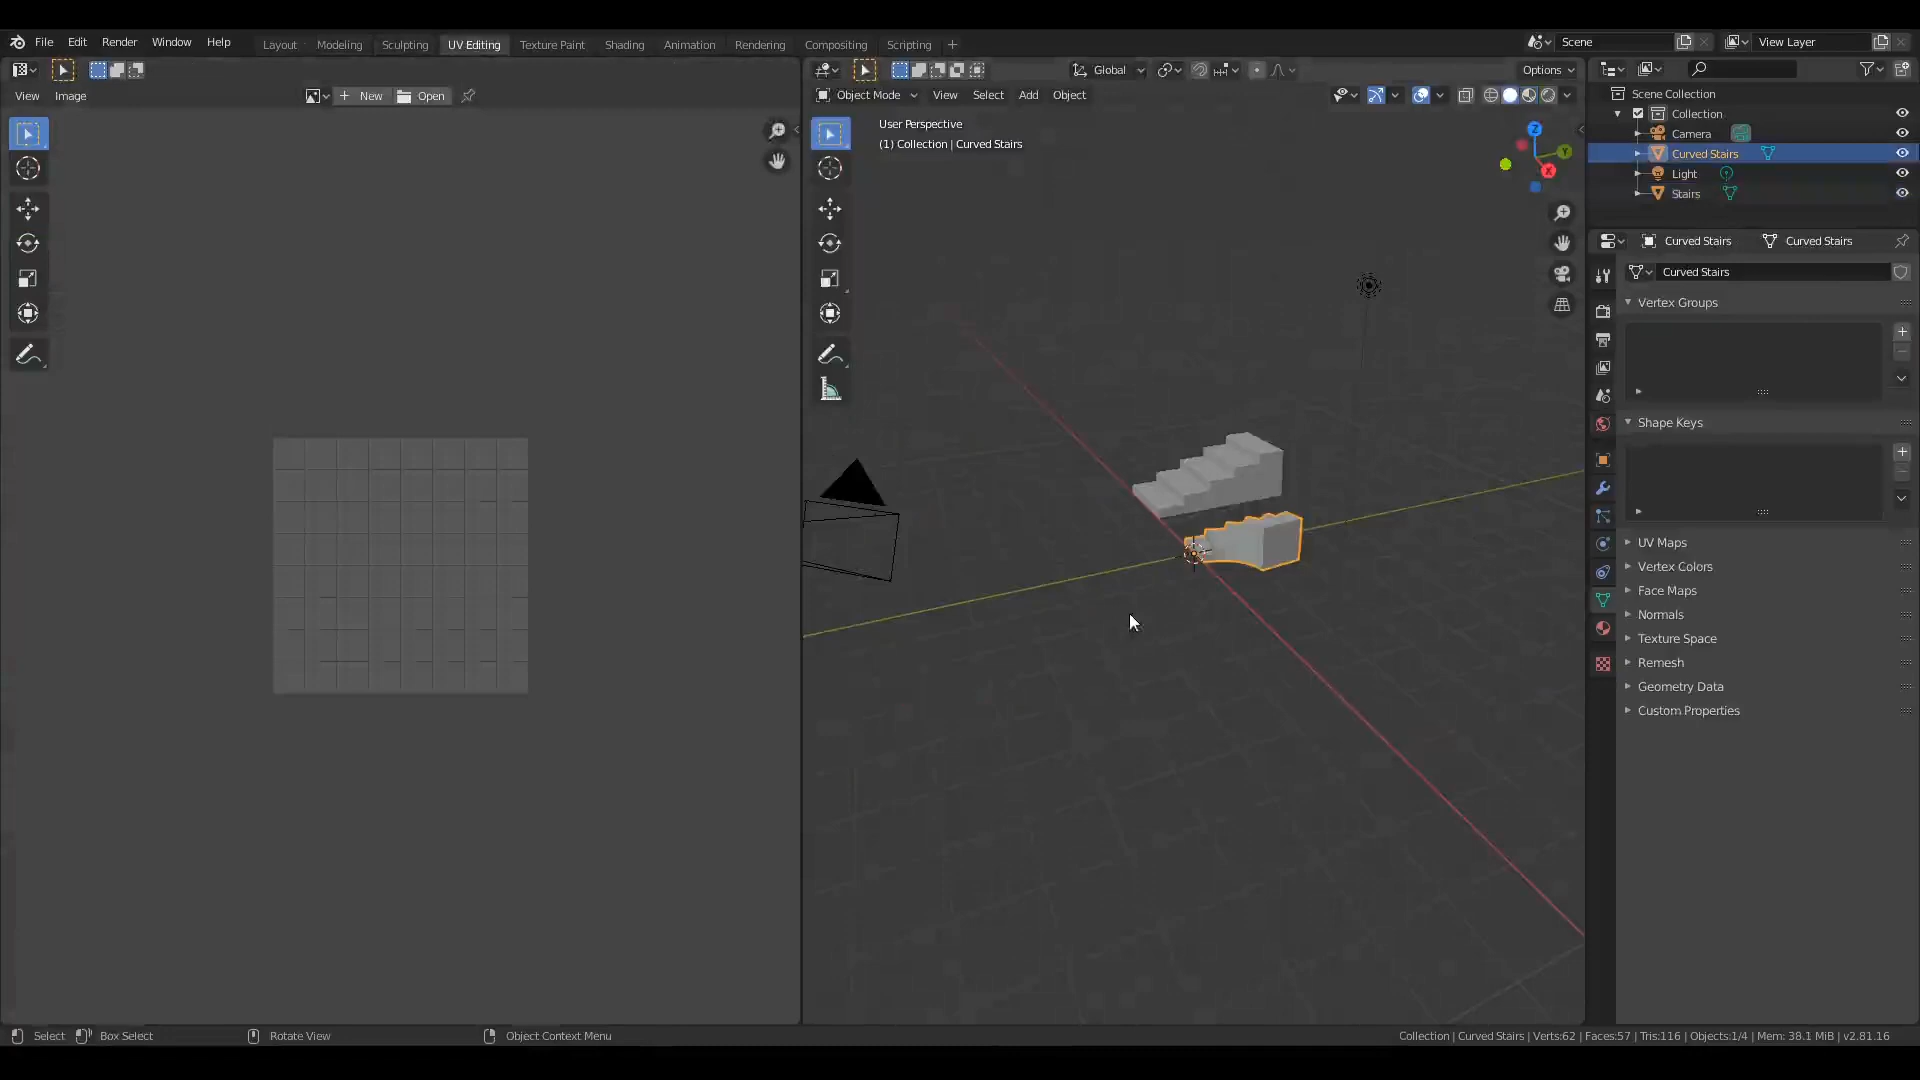 File Edit Render Window Help
Layout Modeling Sculpting UV Editing Texture Paint Shading Animation Rendering Compositing Scripting +
Scene
View Layer
View Image
New Open
Global
Options
Object Mode View Select Add Object
User Perspective
(1) Collection | Curved Stairs
Z
Y
X
Scene Collection
Collection
Camera
Curved Stairs
Light
Stairs
Curved Stairs Curved Stairs
Curved Stairs
Vertex Groups
Shape Keys
UV Maps
Vertex Colors
Face Maps
Normals
Texture Space
Remesh
Geometry Data
Custom Properties
Select Box Select Rotate View Object Context Menu
Collection | Curved Stairs | Verts:62 | Faces:57 | Tris:116 | Objects:1/4 | Mem: 38.1 MiB | v2.81.16